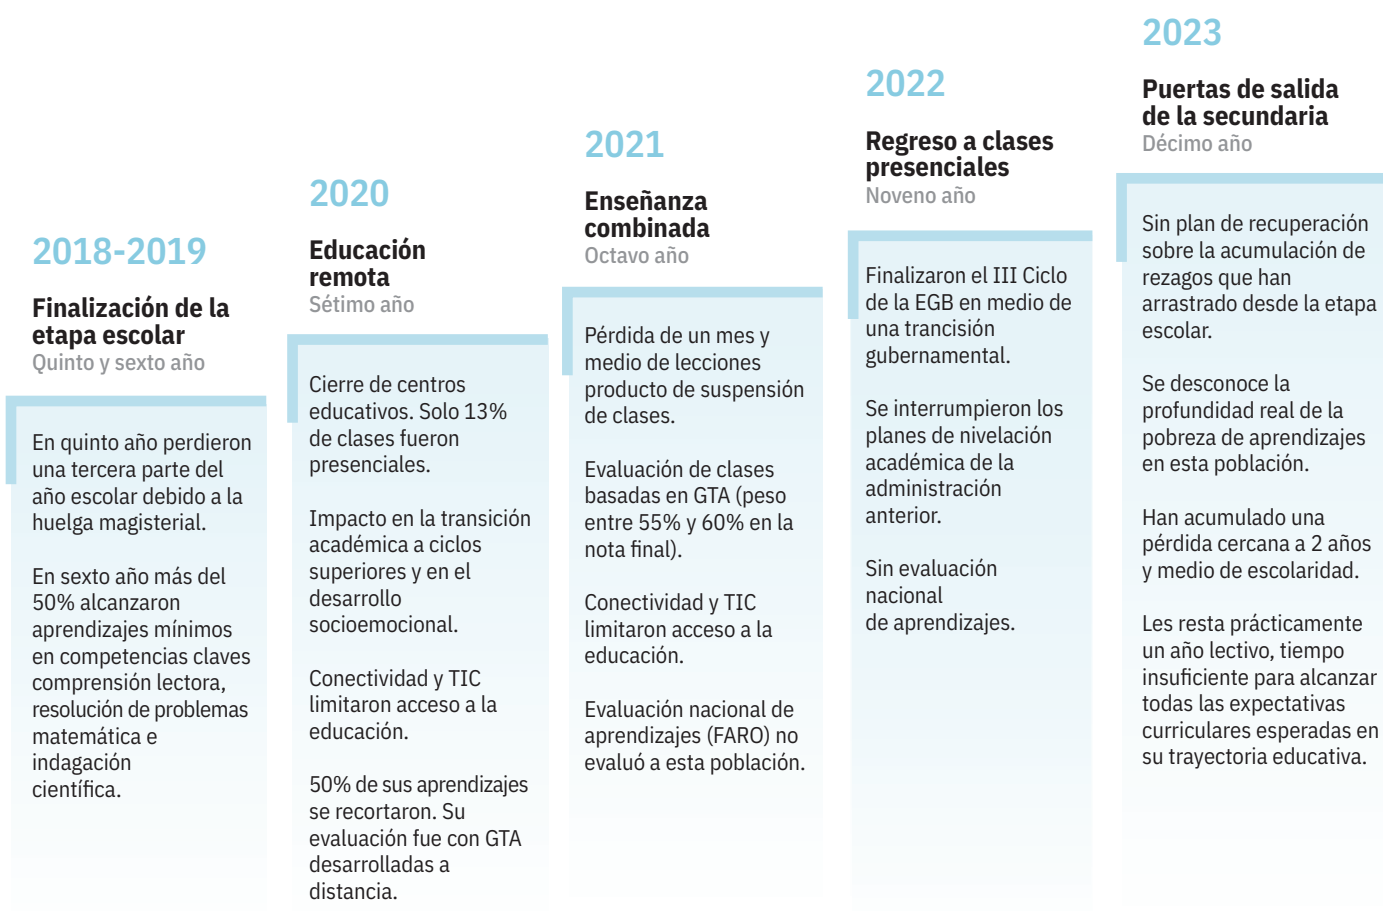 2018-2019
Finalización de la
etapa escolar
Quinto y sexto año
En quinto año perdieron
una tercera parte del
año escolar debido a la
huelga magisterial.
En sexto año más del
50% alcanzaron
aprendizajes mínimos
en competencias claves
comprensión lectora,
resolución de problemas
matemática e
indagación
científica.
2020
Educación
remota
Sétimo año
Cierre de centros
educativos. Solo 13%
de clases fueron
presenciales.
Impacto en la transición
académica a ciclos
superiores y en el
desarrollo
socioemocional.
Conectividad y TIC
limitaron acceso a la
educación.
50% de sus aprendizajes
se recortaron. Su
evaluación fue con GTA
desarrolladas a
distancia.
2021
Enseñanza
combinada
Octavo año
Pérdida de un mes y
medio de lecciones
producto de suspensión
de clases.
Evaluación de clases
basadas en GTA (peso
entre 55% y 60% en la
nota final).
Conectividad y TIC
limitaron acceso a la
educación.
Evaluación nacional de
aprendizajes (FARO) no
evaluó a esta población.
2022
Regreso a clases
presenciales
Noveno año
Finalizaron el III Ciclo
de la EGB en medio de
una trancisión
gubernamental.
Se interrumpieron los
planes de nivelación
académica de la
administración
anterior.
Sin evaluación
nacional
de aprendizajes.
2023
Puertas de salida
de la secundaria
Décimo año
Sin plan de recuperación
sobre la acumulación de
rezagos que han
arrastrado desde la etapa
escolar.
Se desconoce la
profundidad real de la
pobreza de aprendizajes
en esta población.
Han acumulado una
pérdida cercana a 2 años
y medio de escolaridad.
Les resta prácticamente
un año lectivo, tiempo
insuficiente para alcanzar
todas las expectativas
curriculares esperadas en
su trayectoria educativa.